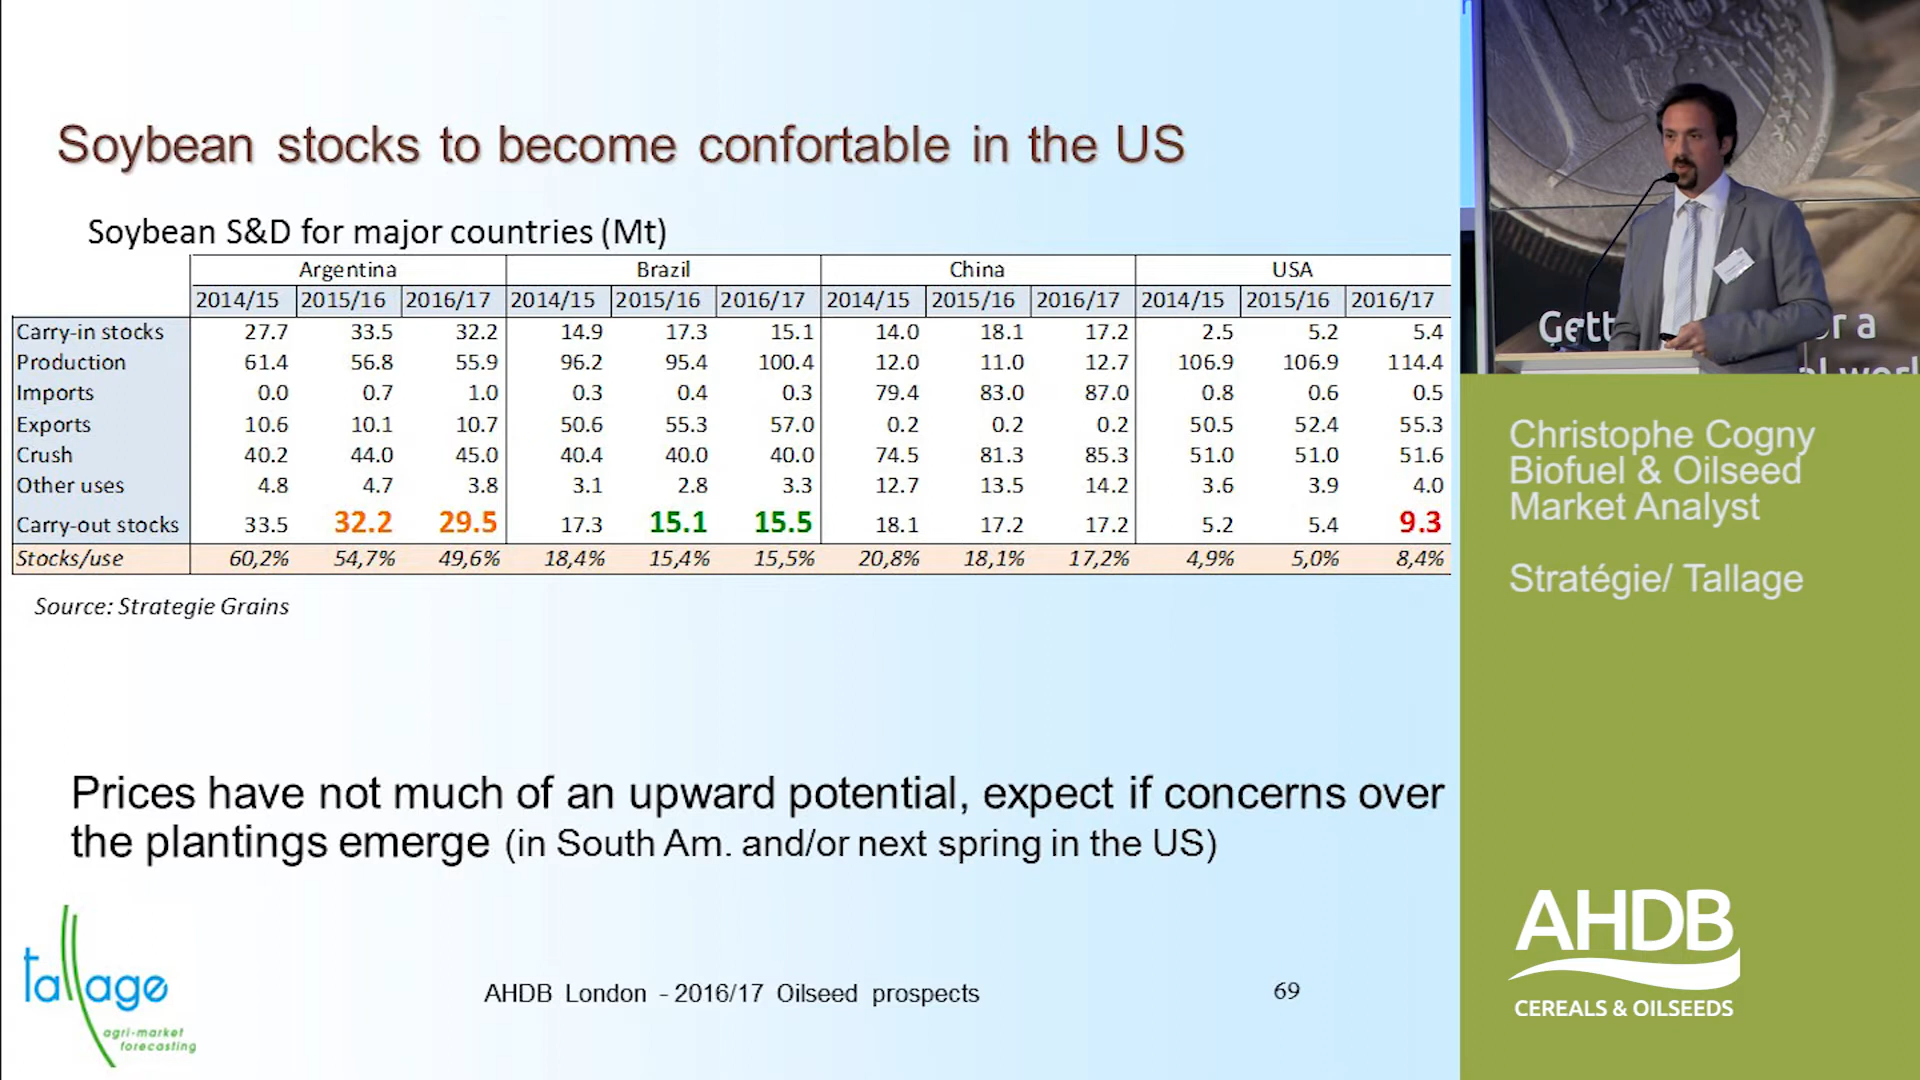 Soybean stocks to become confortable in the US
Soybean S&D for major countries (Mt)
Argentina Brazil China USA
2014/15 2015/16 2016/17 2014/15 2015/16 2016/17 2014/15 2015/16 2016/17 2014/15 2015/16 2016/17
Carry-in stocks 27.7 33.5 32.2 14.9 17.3 15.1 14.0 18.1 17.2 2.5 5.2 5.4
Production 61.4 56.8 55.9 96.2 95.4 100.4 12.0 11.0 12.7 106.9 106.9 114.4
Imports 0.0 0.7 1.0 0.3 0.4 0.3 79.4 83.0 87.0 0.8 0.6 0.5
Exports 10.6 10.1 10.7 50.6 55.3 57.0 0.2 0.2 0.2 50.5 52.4 55.3
Crush 40.2 44.0 45.0 40.4 40.0 40.0 74.5 81.3 85.3 51.0 51.0 51.6
Other uses 4.8 4.7 3.8 3.1 2.8 3.3 12.7 13.5 14.2 3.6 3.9 4.0
Carry-out stocks 33.5 32.2 29.5 17.3 15.1 15.5 18.1 17.2 17.2 5.2 5.4 9.3
Stocks/use 60,2% 54,7% 49,6% 18,4% 15,4% 15,5% 20,8% 18,1% 17,2% 4,9% 5,0% 8,4%
Source: Strategie Grains
Prices have not much of an upward potential, expect if concerns over
the plantings emerge (in South Am. and/or next spring in the US)
tallage
agri-market
forecasting
AHDB London - 2016/17 Oilseed prospects
69
Gett r a
Christophe Cogny
Biofuel & Oilseed
Market Analyst
Stratégie/ Tallage
AHDB
CEREALS & OILSEEDS